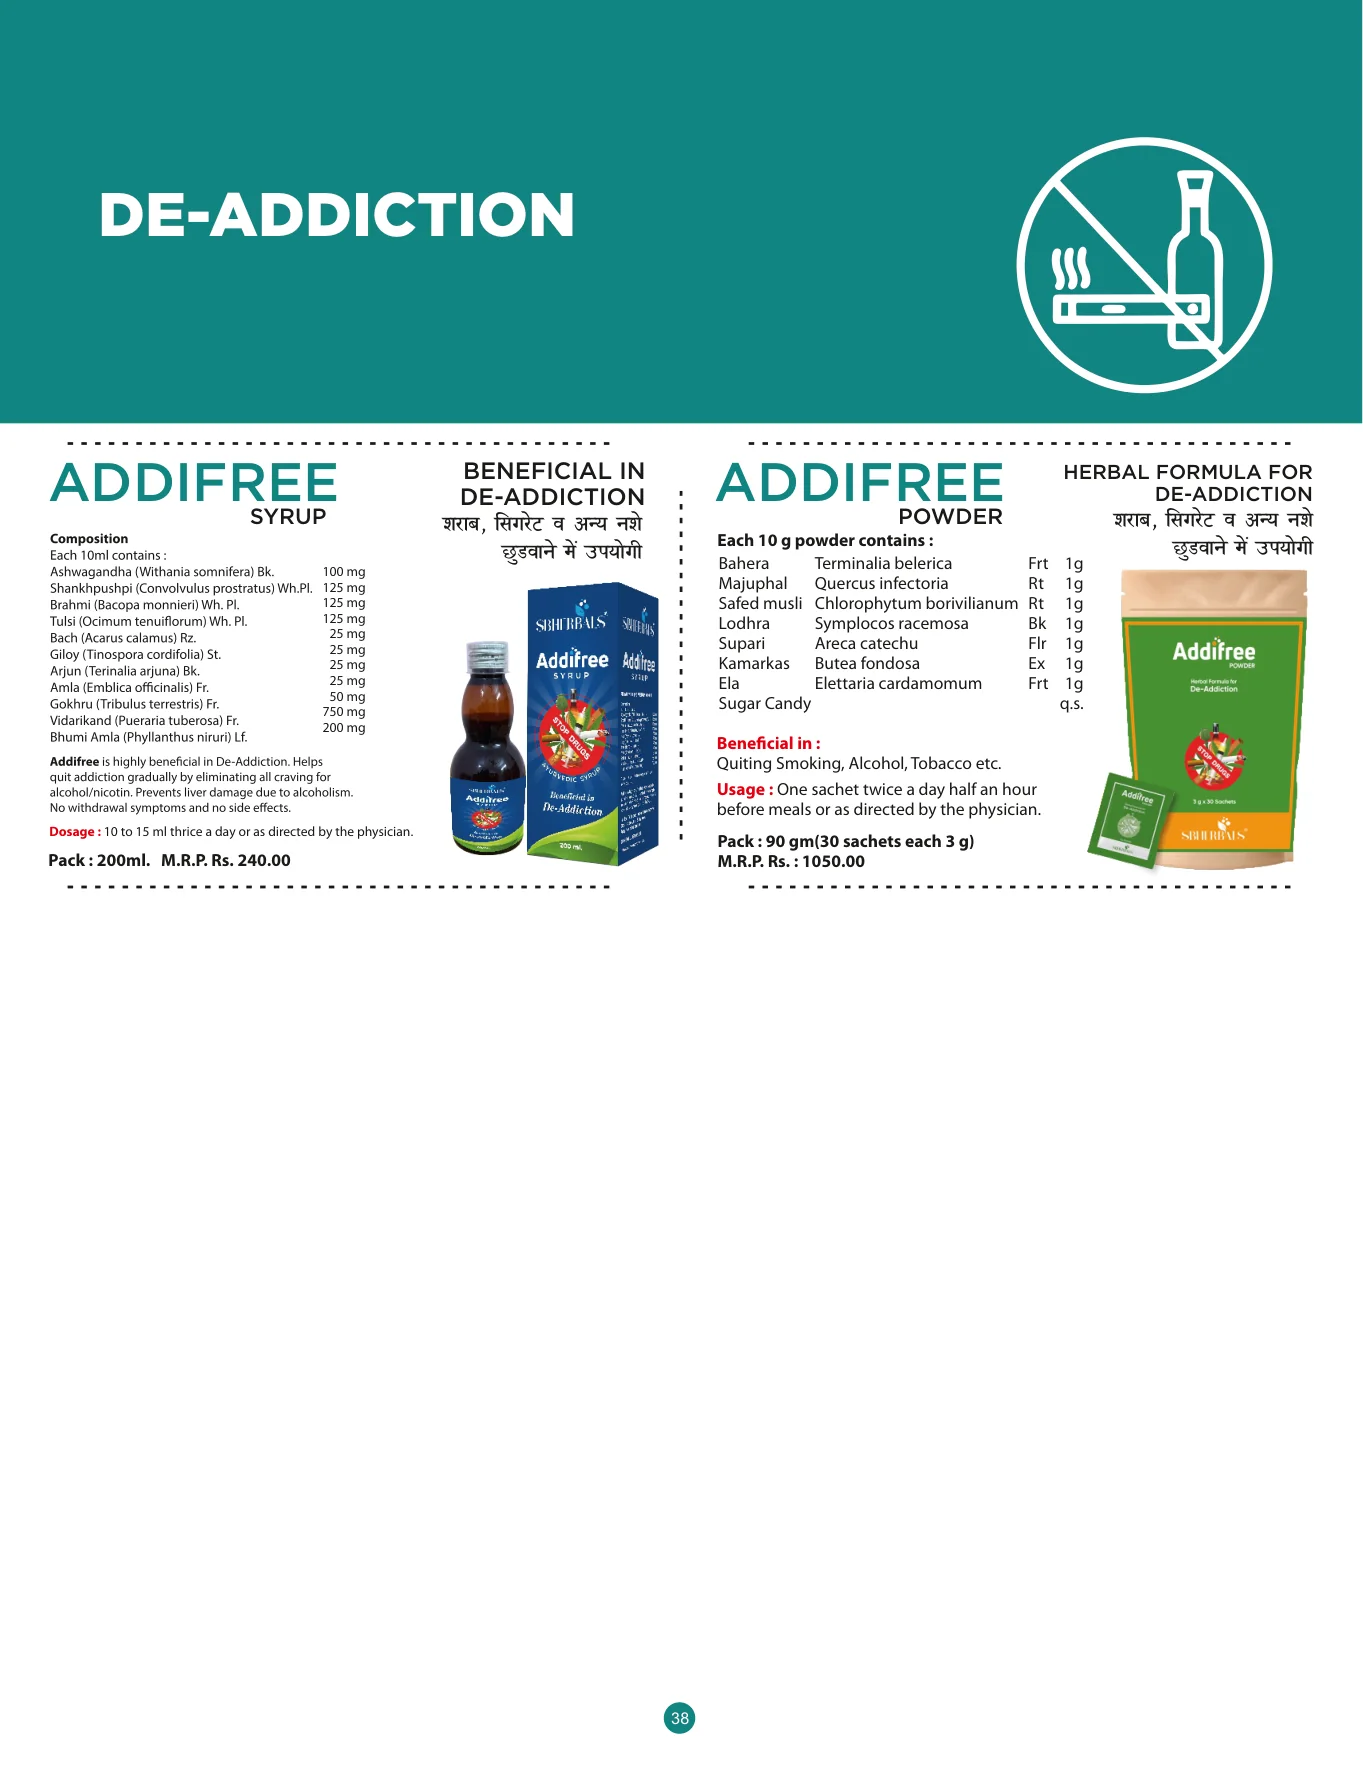 DE-ADDICTION
ADDIFREE
SYRUP
BENEFICIAL IN
DE-ADDICTION
शराब, सिगरेट व अन्य नशे
छुडवाने में उपयोगी
Composition
Each 10ml contains :
Ashwagandha (Withania somnifera) Bk. 100 mg
Shankhpushpi (Convolvulus prostratus) Wh.Pl. 125 mg
Brahmi (Bacopa monnieri) Wh. Pl. 125 mg
Tulsi (Ocimum tenuiflorum) Wh. Pl. 125 mg
Bach (Acarus calamus) Rz. 25 mg
Giloy (Tinospora cordifolia) St. 25 mg
Arjun (Terinalia arjuna) Bk. 25 mg
Amla (Emblica officinalis) Fr. 25 mg
Gokhru (Tribulus terrestris) Fr. 50 mg
Vidarikand (Pueraria tuberosa) Fr. 750 mg
Bhumi Amla (Phyllanthus niruri) Lf. 200 mg
Addifree is highly beneficial in De-Addiction. Helps
quit addiction gradually by eliminating all craving for
alcohol/nicotin. Prevents liver damage due to alcoholism.
No withdrawal symptoms and no side effects.
Dosage : 10 to 15 ml thrice a day or as directed by the physician.
Pack : 200ml. M.R.P. Rs. 240.00
SBHERBALS
Addifree
SYRUP
STOP DRUGS
AYURVEDIC SYRUP
Beneficial in
De-Addiction
200 ml.
SBHERBALS
Addifree
SBHERBALS
Addifree
ADDIFREE
POWDER
HERBAL FORMULA FOR
DE-ADDICTION
शराब, सिगरेट व अन्य नशे
छुडवाने में उपयोगी
Each 10 g powder contains :
Bahera Terminalia belerica Frt 1g
Majuphal Quercus infectoria Rt 1g
Safed musli Chlorophytum borivilianum Rt 1g
Lodhra Symplocos racemosa Bk 1g
Supari Areca catechu Flr 1g
Kamarkas Butea fondosa Ex 1g
Ela Elettaria cardamomum Frt 1g
Sugar Candy q.s.
Beneficial in :
Quiting Smoking, Alcohol, Tobacco etc.
Usage : One sachet twice a day half an hour
before meals or as directed by the physician.
Pack : 90 gm(30 sachets each 3 g)
M.R.P. Rs. : 1050.00
Addifree
POWDER
Herbal Formula for
De-Addiction
STOP DRUGS
3 g x 30 Sachets
SBHERBALS
Addifree
38